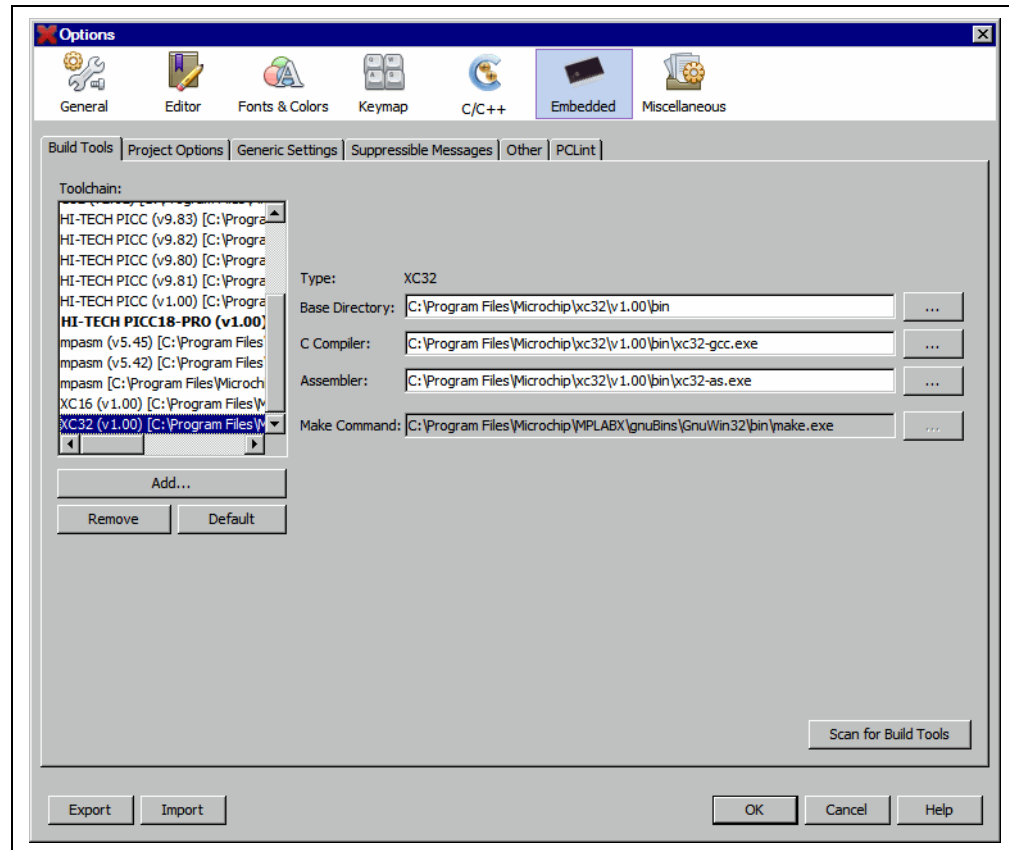 Options
General Editor Fonts & Colors Keymap C/C++ Embedded Miscellaneous
Build Tools Project Options Generic Settings Suppressible Messages Other PCLint
Toolchain:
HI-TECH PICC (v9.83) [C:\Progra
HI-TECH PICC (v9.82) [C:\Progra
HI-TECH PICC (v9.80) [C:\Progra
HI-TECH PICC (v9.81) [C:\Progra
HI-TECH PICC (v1.00) [C:\Progra
HI-TECH PICC18-PRO (v1.00)
mpasm (v5.45) [C:\Program Files
mpasm (v5.42) [C:\Program Files
mpasm [C:\Program Files\Microchi
XC16 (v1.00) [C:\Program Files\M
XC32 (v1.00) [C:\Program Files\M
Add...
Remove Default
Type: XC32
Base Directory: C:\Program Files\Microchip\xc32\v1.00\bin ...
C Compiler: C:\Program Files\Microchip\xc32\v1.00\bin\xc32-gcc.exe ...
Assembler: C:\Program Files\Microchip\xc32\v1.00\bin\xc32-as.exe ...
Make Command: C:\Program Files\Microchip\MPLABX\gnuBins\GnuWin32\bin\make.exe ...
Scan for Build Tools
Export Import OK Cancel Help